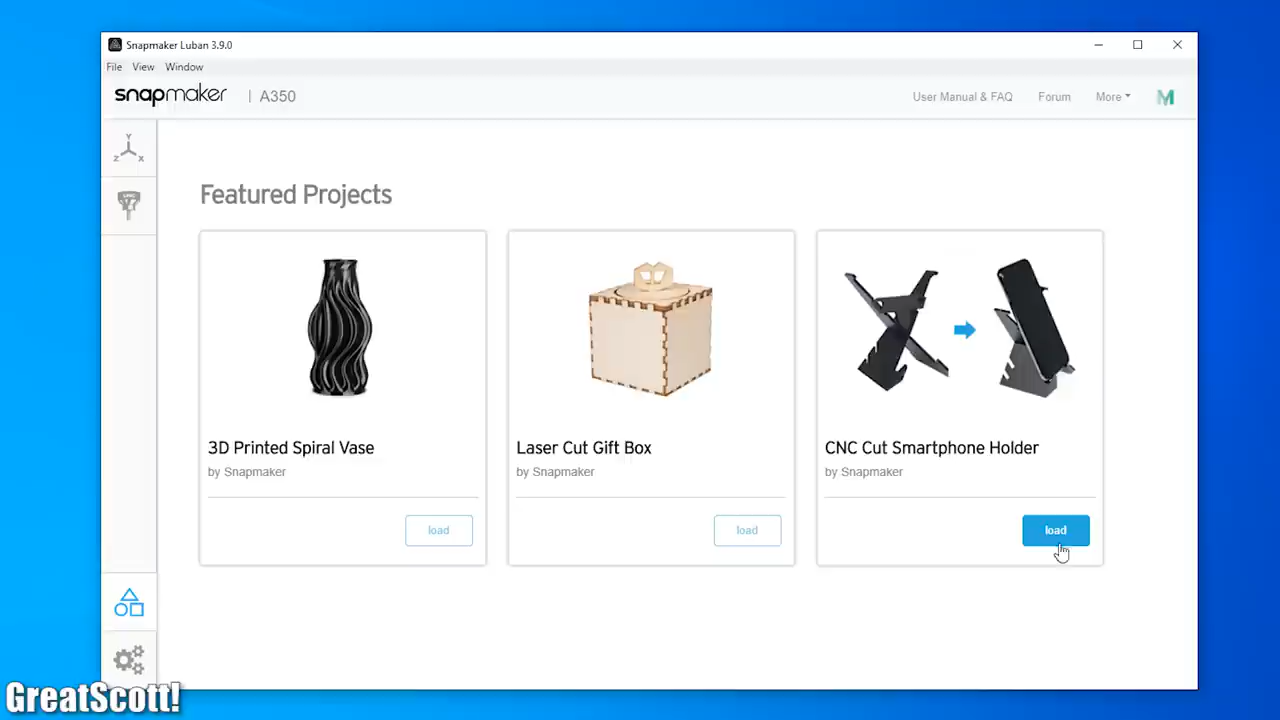 Snapmaker Luban 3.9.0
File View Window
snapmaker | A350 User Manual & FAQ Forum More
Y
Z X
Featured Projects
3D Printed Spiral Vase
by Snapmaker
load
Laser Cut Gift Box
by Snapmaker
load
CNC Cut Smartphone Holder
by Snapmaker
load
GreatScott!